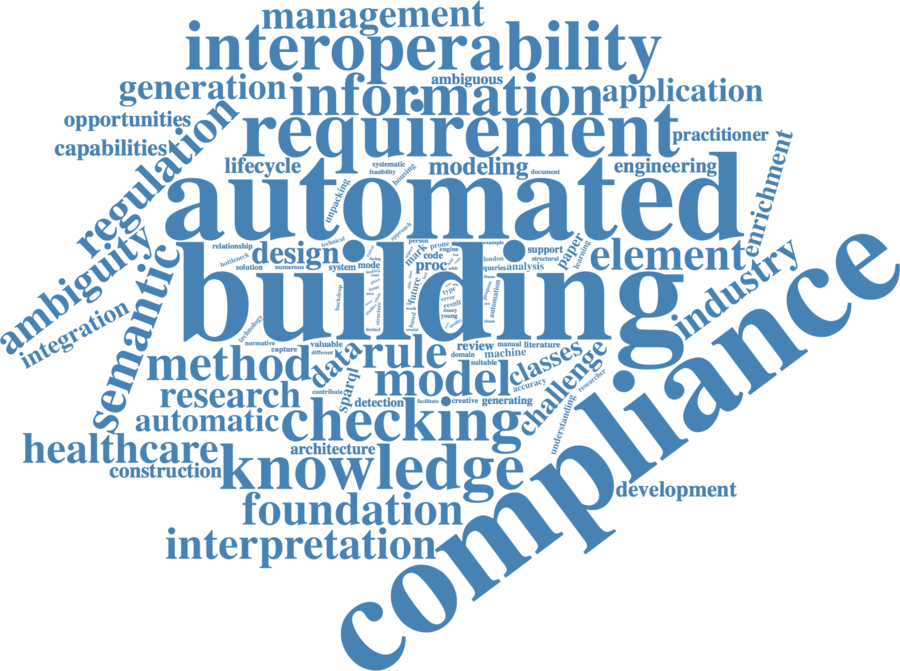 management
interoperability
ambiguous
generation
information
application
opportunities
requirement
practitioner
capabilities
regulation
lifecycle
systematic
feasibility
housing
modeling
document
engineering
enrichment
automated
unpacking
approach
technical
relationship
bottleneck
solution
numerous
design
system
mode
person
mark
code
proc
prone
engine
example
london
queries
analysis
support
structural
paper
learning
element
building
ambiguity
semantic
integration
industry
compliance
backdrop
future
type
error
result
many
young
automation
technology
normative
capture
valuable
different
data
rule
review
domain
manual
literature
machine
suitable
method
model
classes
accuracy
challenge
researcher
research
contribute
sparql
detection
facilitate
creative
generating
automatic
checking
understanding
healthcare
architecture
construction
knowledge
development
foundation
interpretation